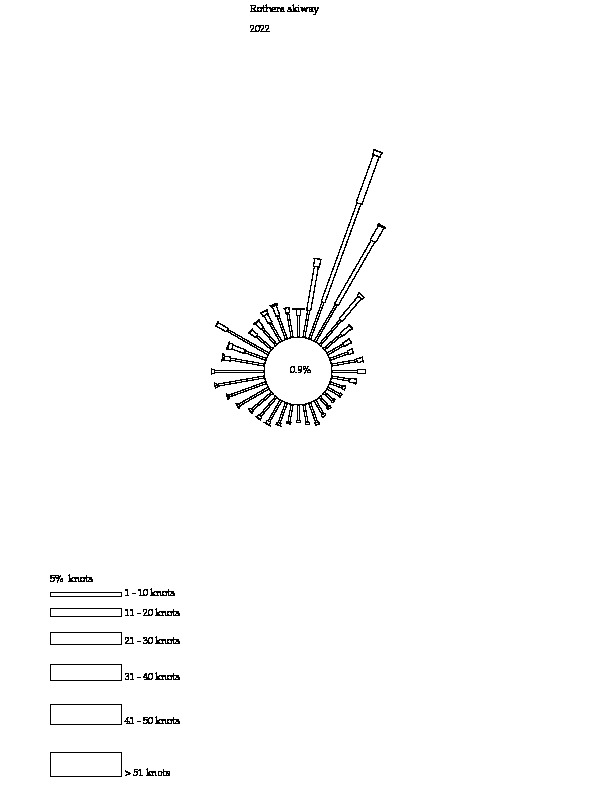 Rothera skiway
2022
0.9%
5% knots
1 - 10 knots
11 - 20 knots
21 - 30 knots
31 - 40 knots
41 - 50 knots
> 51 knots